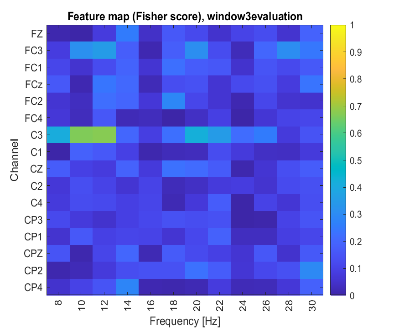 Feature map (Fisher score), window3evaluation
FZ
FC3
FC1
FCz
FC2
FC4
C3
C1
CZ
C2
C4
CP3
CP1
CPZ
CP2
CP4
Channel
8 10 12 14 16 18 20 22 24 26 28 30
Frequency [Hz]
1
0.9
0.8
0.7
0.6
0.5
0.4
0.3
0.2
0.1
0